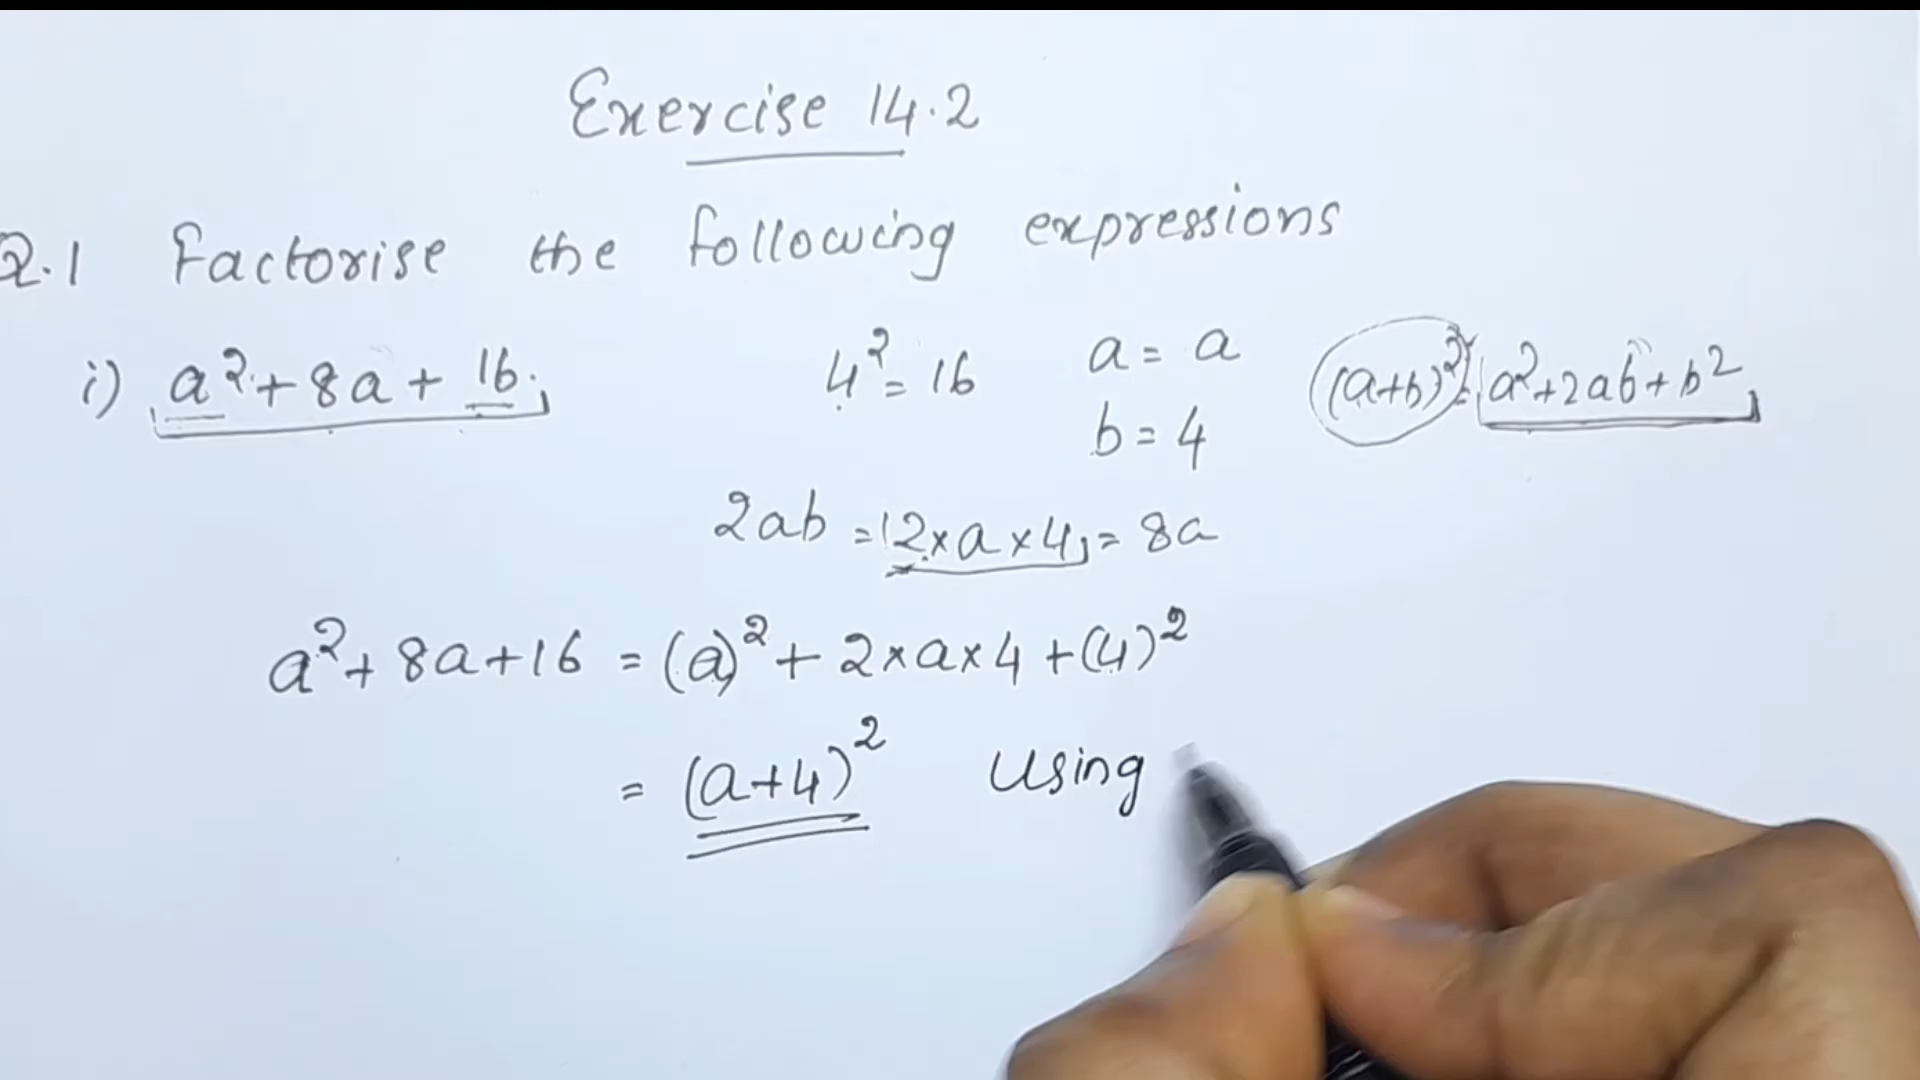 Exercise 14.2
Q.1 Factorise the following expressions
i) a²+8a+16. 4²=16 a=a (a+b)²=a²+2ab+b²
b=4
2ab=2×a×4=8a
a²+8a+16=(a)²+2×a×4+(4)²
=(a+4)² Using